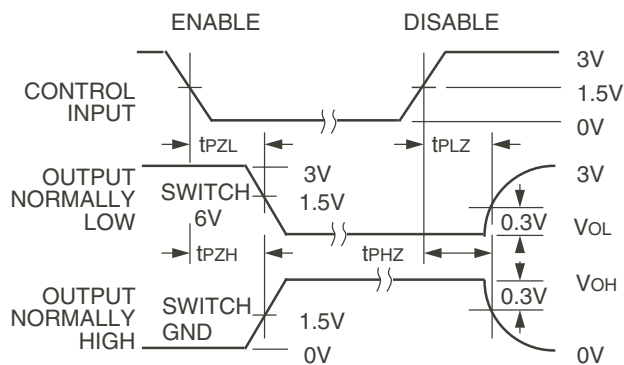 ENABLE DISABLE
3V
CONTROL INPUT
1.5V
0V
tPZL tPLZ
OUTPUT NORMALLY LOW
SWITCH 6V
3V
1.5V
3V
0.3V
VOL
tPZH tPHZ
OUTPUT NORMALLY HIGH
SWITCH GND
1.5V
0V
VOH
0.3V
0V